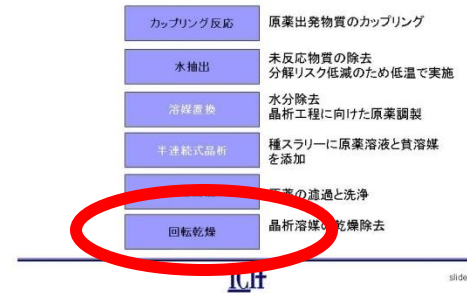 カップリング反応
原薬出発物質のカップリング
水抽出
未反応物質の除去
分解リスク低減のため低温で実施
溶媒置換
水分除去
晶析工程に向けた原薬調製
半連続式晶析
種スラリーに原薬溶液と貧溶媒
を添加
の濾過と洗浄
回転乾燥
晶析溶媒の乾燥除去
ICH
slide